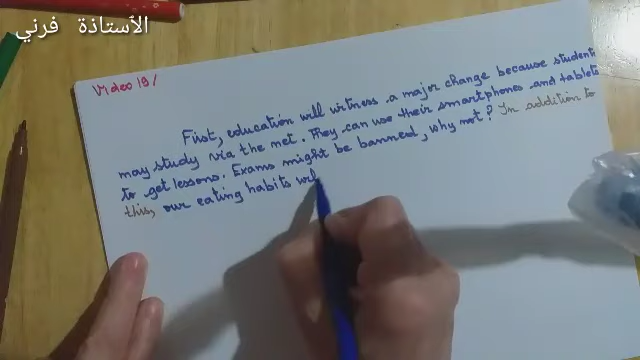 الأستاذة فرني
Video 19/
First, education will witness a major change because students
may study via the net. They can use their smartphones and tablets
to get lessons. Exams might be banned, why not? In addition to
this, our eating habits wil